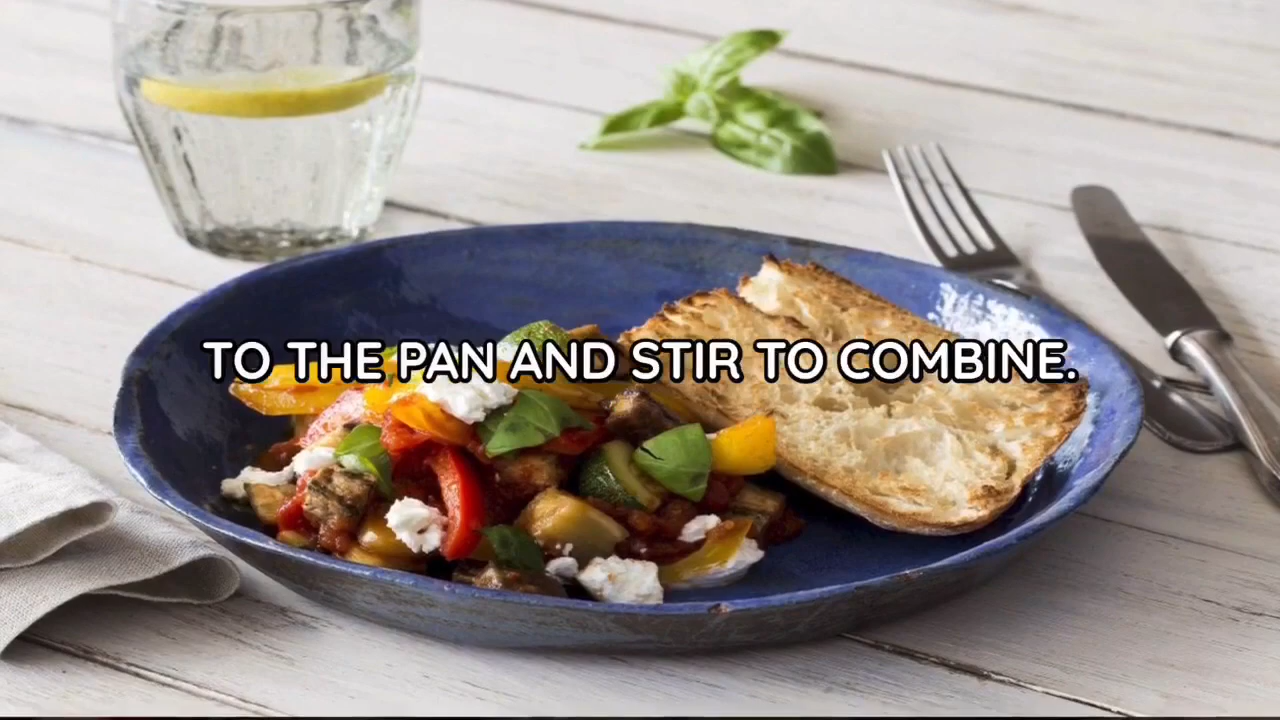 TO THE PAN AND STIR TO COMBINE.